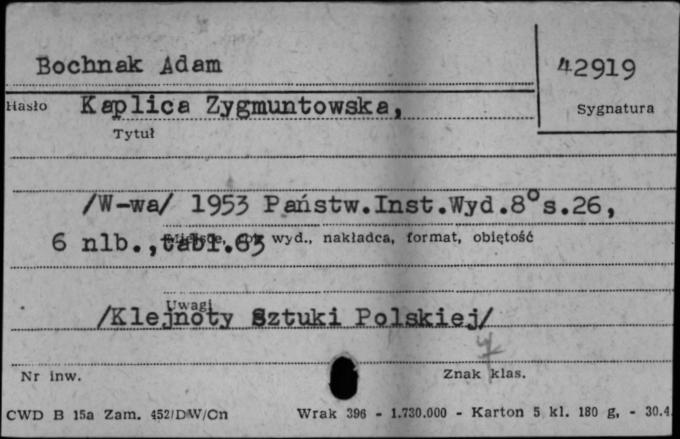 Bochnak Adam 42919
Hasło Kaplica Zygmuntowska, Sygnatura
Tytuł
/W-wa/ 1953 Państw.Inst.Wyd.8°s.26,
6 nlb.,tabl.63 wyd., nakładca, format, objętość
Uwagi
/Klejnoty Sztuki Polskiej/
Nr inw. Znak klas.
CWD B 15a Zam. 452/DW/Cn Wrak 396 - 1.730.000 - Karton 5 kl. 180 g, - 30.4